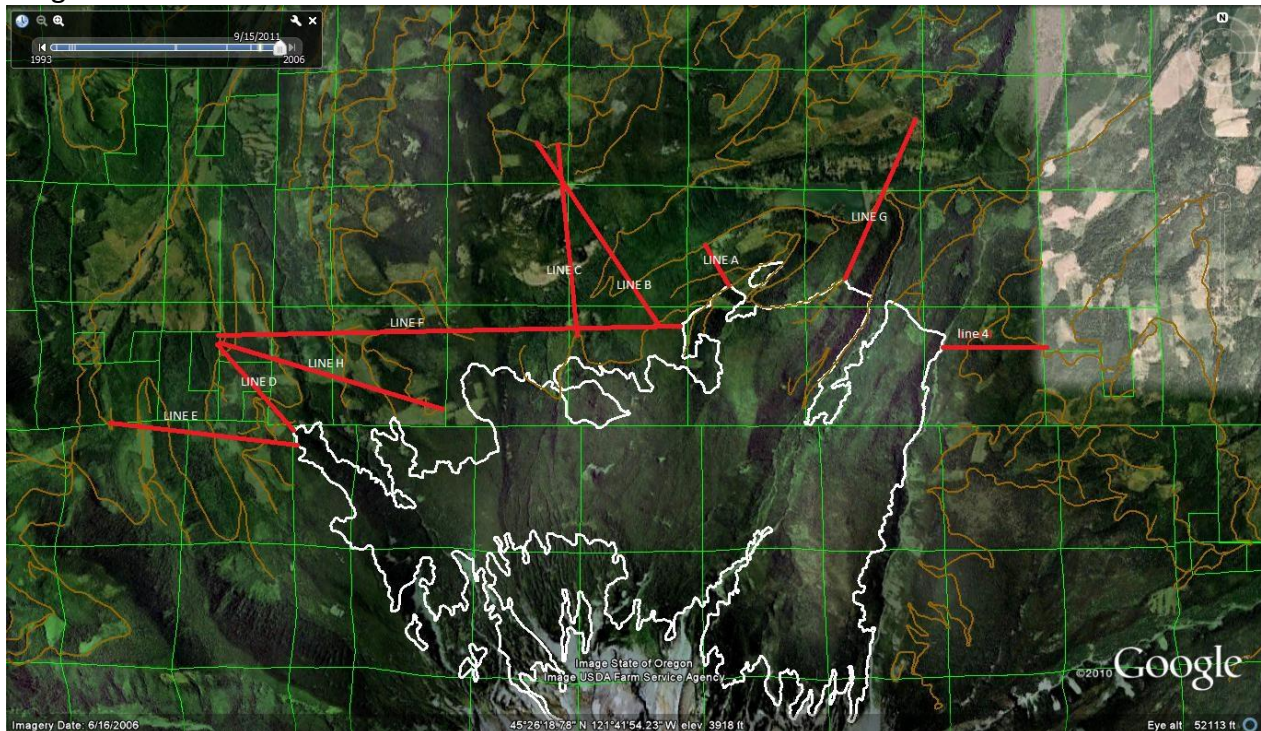 9/15/2011
1993
2006
N
LINE G
LINE A
LINE C
LINE B
LINE F
line 4
LINE H
LINE D
LINE E
Image State of Oregon
Image USDA Farm Service Agency
©2010 Google
Imagery Date: 6/16/2006
45°26'18.78" N 121°41'54.23" W elev 3918 ft
Eye alt 52113 ft